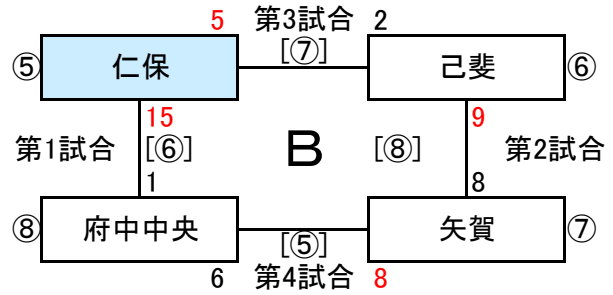 5 第3試合 2
⑤ 仁保 [⑦] 己斐 ⑥
15 9
第1試合 [⑥] B [⑧] 第2試合
1 8
⑧ 府中中央 [⑤] 矢賀 ⑦
6 第4試合 8